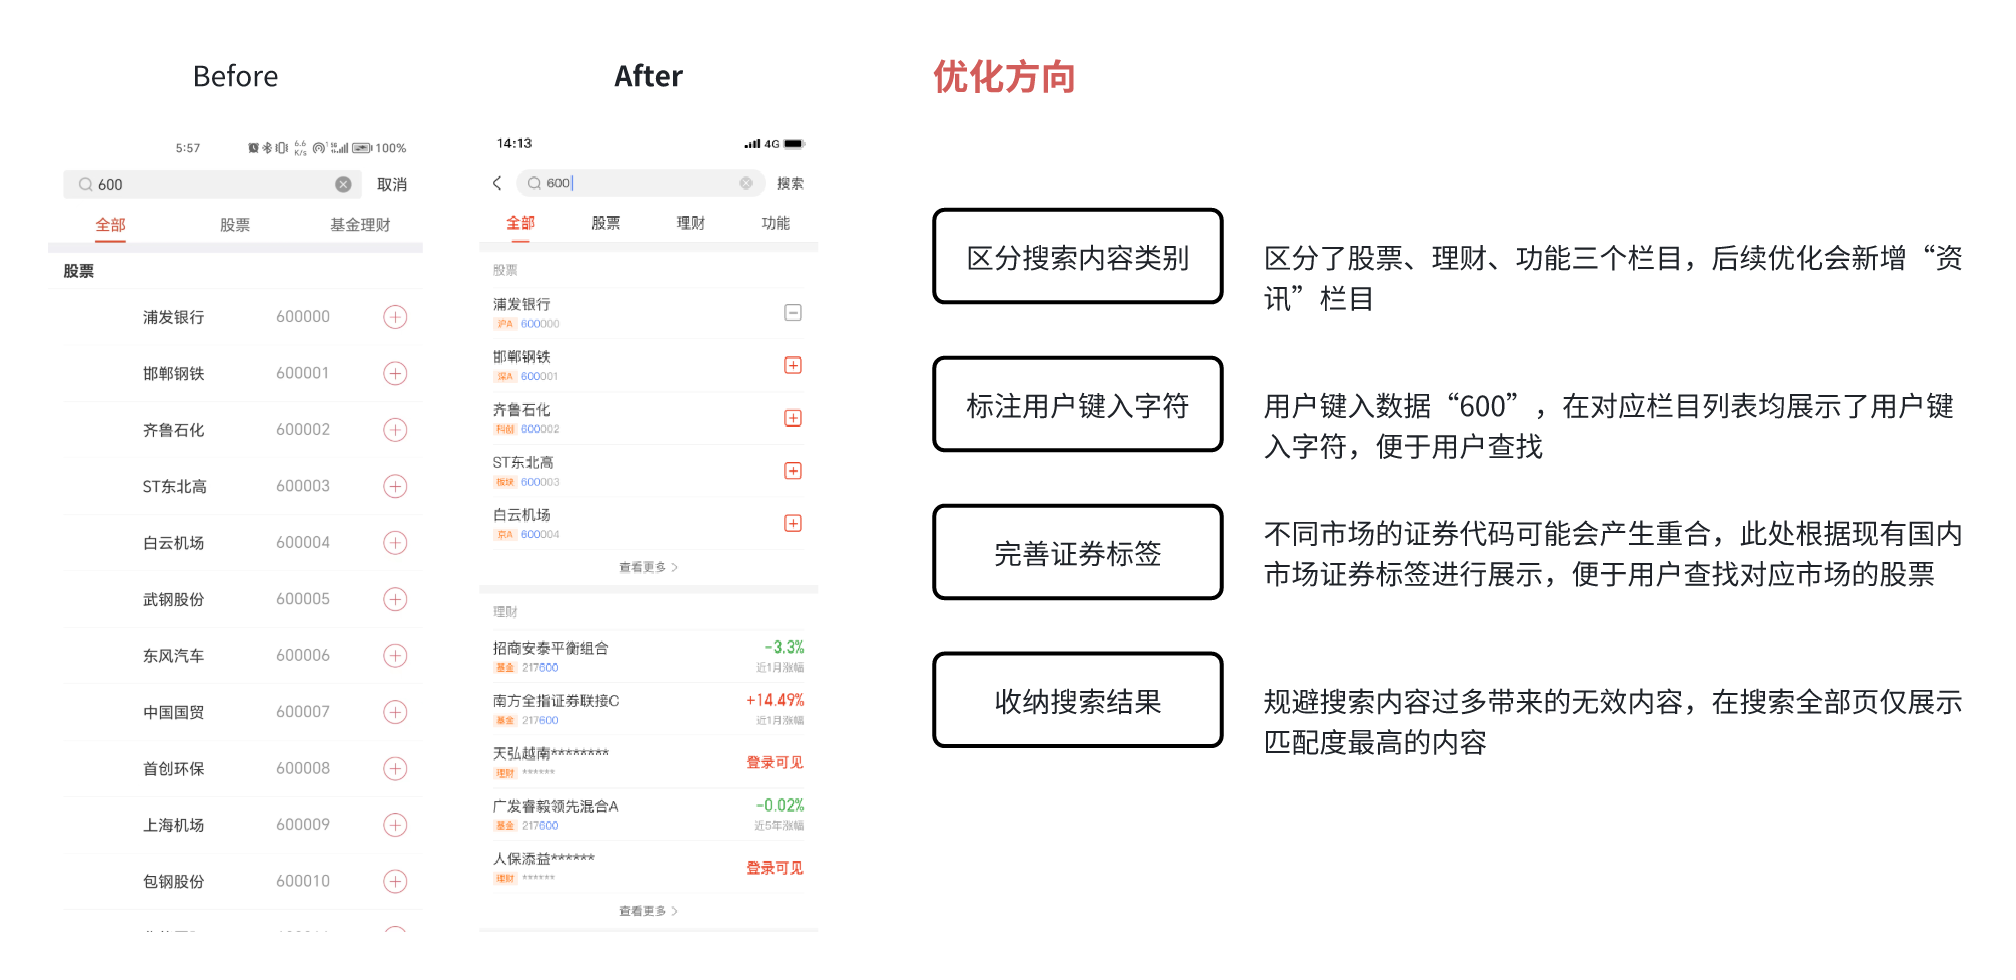 Before
5:57
6.6
K/s
100%
600
取消
全部
股票
基金理财
股票
浦发银行 600000
邯郸钢铁 600001
齐鲁石化 600002
ST东北高 600003
白云机场 600004
武钢股份 600005
东风汽车 600006
中国国贸 600007
首创环保 600008
上海机场 600009
包钢股份 600010
After
14:13
4G
600
搜索
全部
股票
理财
功能
股票
浦发银行
沪A 600000
邯郸钢铁
深A 600001
齐鲁石化
科创 600002
ST东北高
板块 600003
白云机场
京A 600004
查看更多
理财
招商安泰平衡组合 -3.3%
基金 217600 近1月涨幅
南方全指证券联接C +14.49%
基金 217600 近1月涨幅
天弘越南******** 登录可见
理财 ******
广发睿毅领先混合A -0.02%
基金 217600 近5年涨幅
人保添益****** 登录可见
理财 ******
查看更多
优化方向
区分搜索内容类别
区分了股票、理财、功能三个栏目，后续优化会新增“资
讯”栏目
标注用户键入字符
用户键入数据“600”，在对应栏目列表均展示了用户键
入字符，便于用户查找
完善证券标签
不同市场的证券代码可能会产生重合，此处根据现有国内
市场证券标签进行展示，便于用户查找对应市场的股票
收纳搜索结果
规避搜索内容过多带来的无效内容，在搜索全部页仅展示
匹配度最高的内容